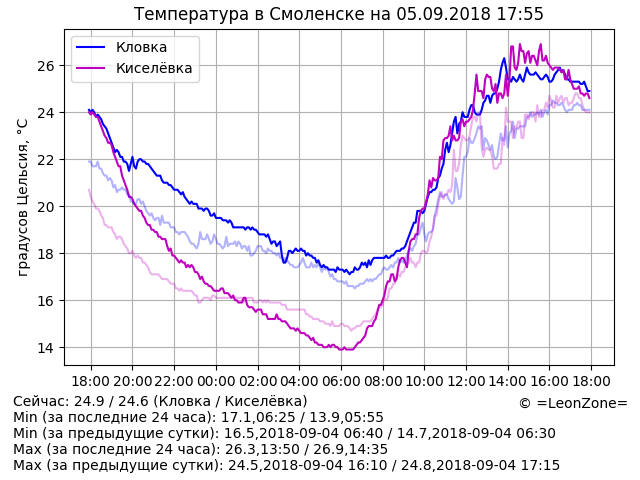 Температура в Смоленске на 05.09.2018 17:55
Кловка
Киселёвка
градусов Цельсия, °C
26
24
22
20
18
16
14
18:00 20:00 22:00 00:00 02:00 04:00 06:00 08:00 10:00 12:00 14:00 16:00 18:00
Сейчас: 24.9 / 24.6 (Кловка / Киселёвка)
© =LeonZone=
Min (за последние 24 часа): 17.1,06:25 / 13.9,05:55
Min (за предыдущие сутки): 16.5,2018-09-04 06:40 / 14.7,2018-09-04 06:30
Max (за последние 24 часа): 26.3,13:50 / 26.9,14:35
Max (за предыдущие сутки): 24.5,2018-09-04 16:10 / 24.8,2018-09-04 17:15